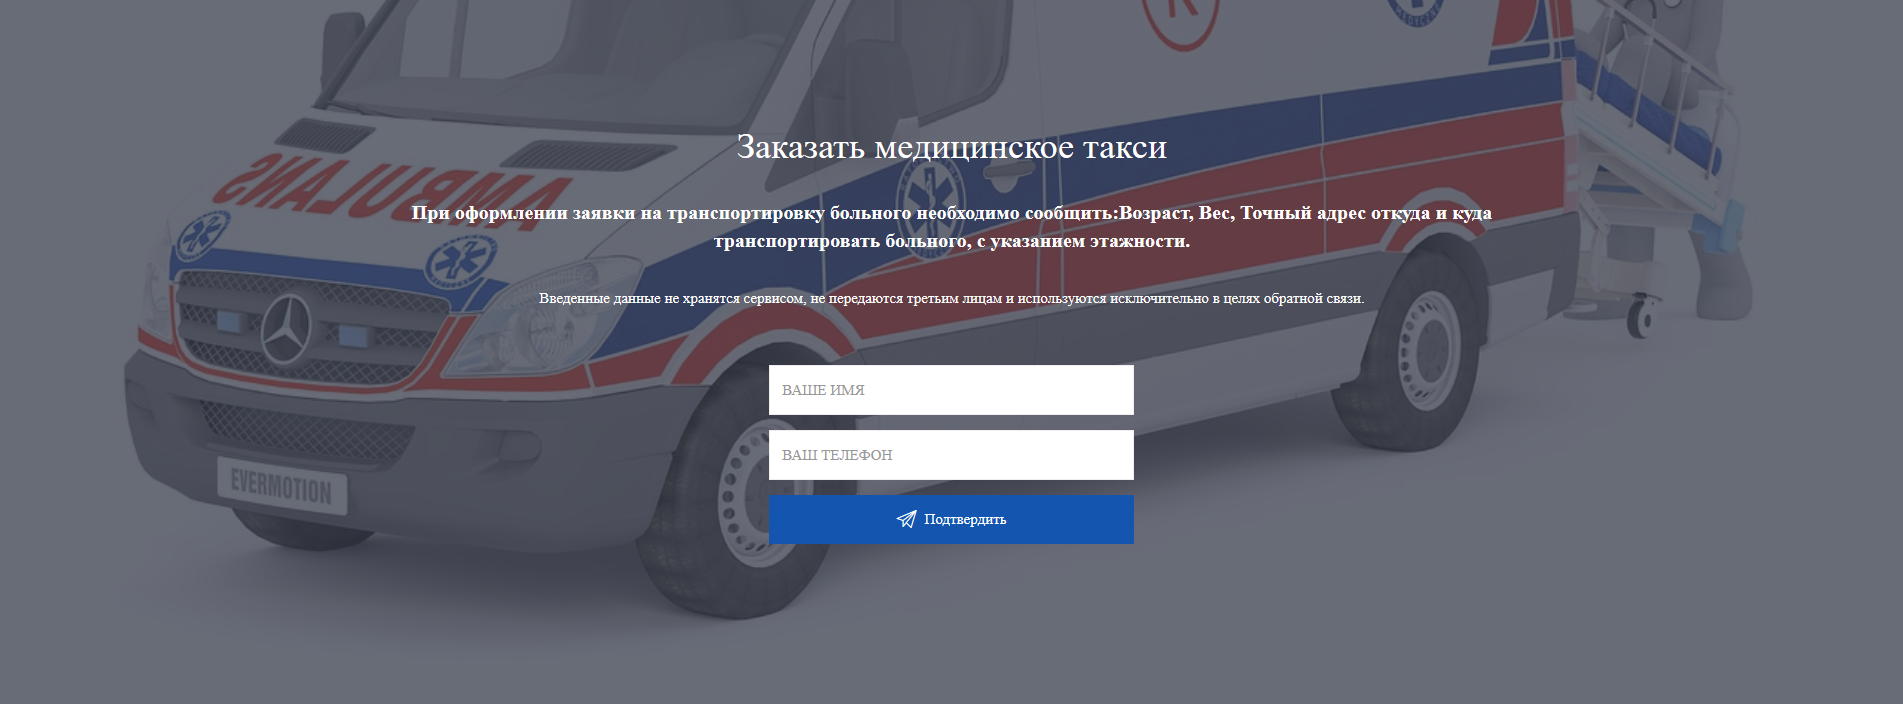 Заказать медицинское такси
AMBULANS
При оформлении заявки на транспортировку больного необходимо сообщить:Возраст, Вес, Точный адрес откуда и куда
транспортировать больного, с указанием этажности.
Введенные данные не хранятся сервисом, не передаются третьим лицам и используются исключительно в целях обратной связи.
ВАШЕ ИМЯ
ВАШ ТЕЛЕФОН
EVERMOTION
Подтвердить